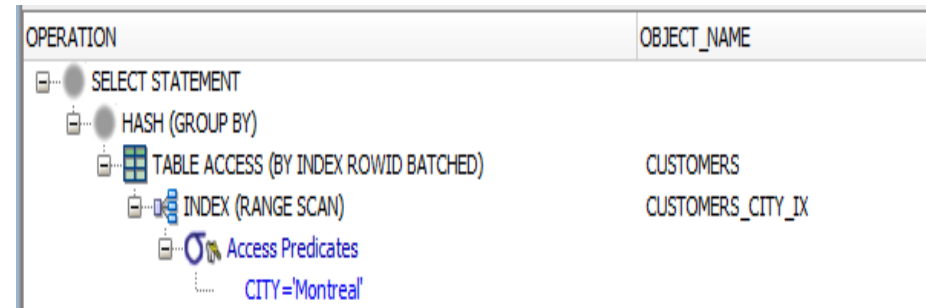 OPERATION OBJECT_NAME
SELECT STATEMENT
HASH (GROUP BY)
TABLE ACCESS (BY INDEX ROWID BATCHED) CUSTOMERS
INDEX (RANGE SCAN) CUSTOMERS_CITY_IX
Access Predicates
CITY='Montreal'